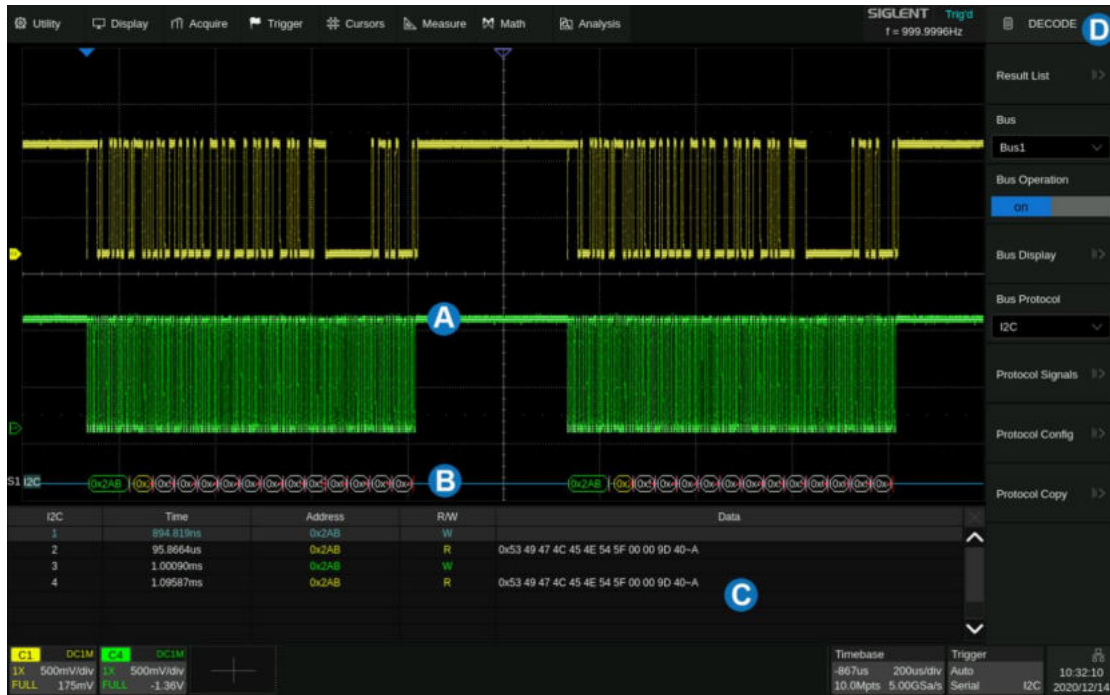 Utility Display Acquire Trigger Cursors Measure Math Analysis SIGLENT Trig'd DECODE D
f = 999.9996Hz
Result List
Bus
Bus1
Bus Operation
on
Bus Display
Bus Protocol
A
I2C
Protocol Signals
Protocol Config
S1 I2C 0x2AB B 0x2AB
Protocol Copy
I2C Time Address R/W Data
1 894.819ns 0x2AB W
2 95.8664us 0x2AB R 0x53 49 47 4C 45 4E 54 5F 00 00 9D 40~A
3 1.00090ms 0x2AB W
4 1.09587ms 0x2AB R 0x53 49 47 4C 45 4E 54 5F 00 00 9D 40~A
C
C1 DC1M C4 DC1M Timebase Trigger
1X 500mV/div 1X 500mV/div -867us 200us/div Auto 10:32:10
FULL 175mV FULL -1.36V 10.0Mpts 5.00GSa/s Serial I2C 2020/12/14